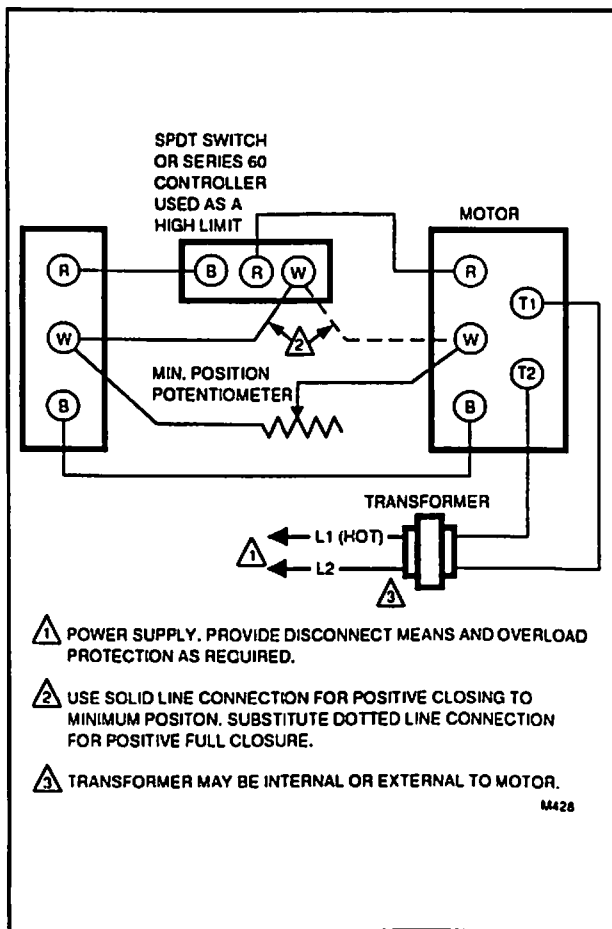 SPDT SWITCH
OR SERIES 60
CONTROLLER
USED AS A
HIGH LIMIT
MOTOR
R
B
R
W
R
T1
W
2
W
MIN. POSITION
POTENTIOMETER
T2
B
B
TRANSFORMER
1
L1 (HOT)
L2
3
1 POWER SUPPLY. PROVIDE DISCONNECT MEANS AND OVERLOAD
PROTECTION AS REQUIRED.
2 USE SOLID LINE CONNECTION FOR POSITIVE CLOSING TO
MINIMUM POSITON. SUBSTITUTE DOTTED LINE CONNECTION
FOR POSITIVE FULL CLOSURE.
3 TRANSFORMER MAY BE INTERNAL OR EXTERNAL TO MOTOR.
M428